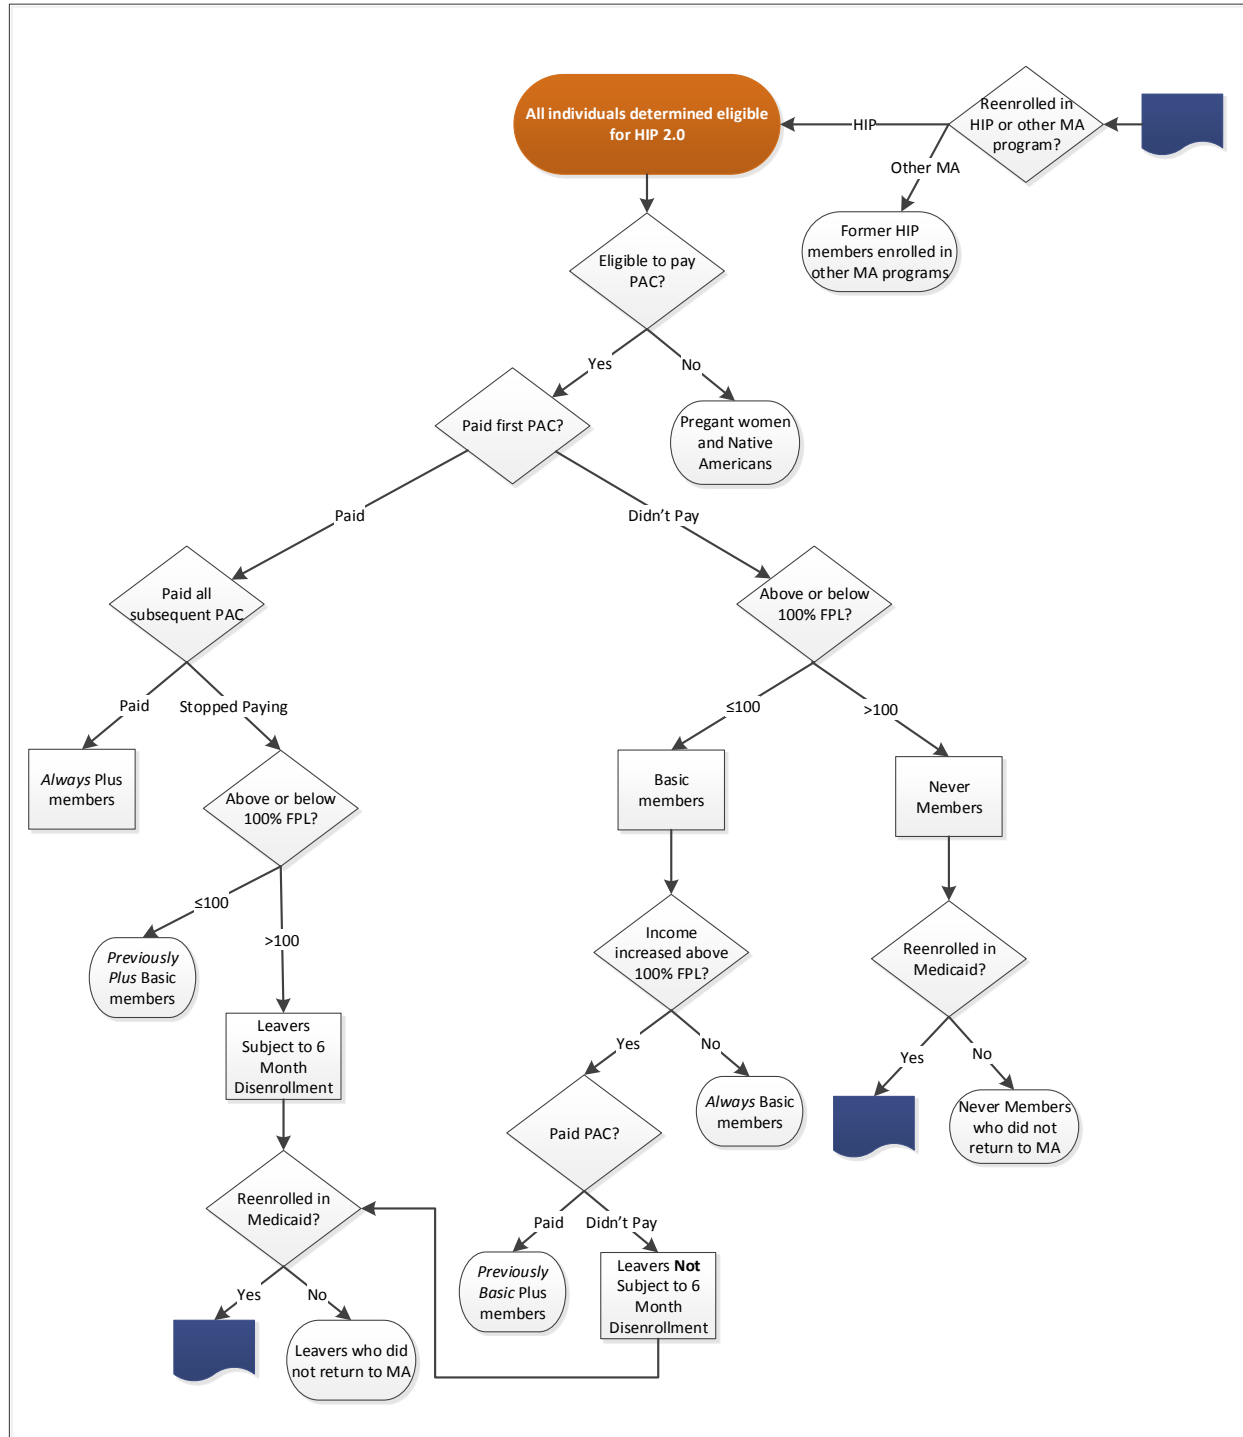 All individuals determined eligible
for HIP 2.0
HIP
Reenrolled in
HIP or other MA
program?
Other MA
Former HIP
members enrolled in
other MA programs
Eligible to pay
PAC?
Yes
No
Paid first PAC?
Pregant women
and Native
Americans
Paid
Didn't Pay
Paid all
subsequent PAC
Above or below
100% FPL?
Paid
Stopped Paying
≤100
>100
Always Plus
members
Above or below
100% FPL?
Basic
members
Never
Members
≤100
>100
Previously
Plus Basic
members
Income
increased above
100% FPL?
Reenrolled in
Medicaid?
Leavers
Subject to 6
Month
Disenrollment
Yes
No
Yes
No
Paid PAC?
Always Basic
members
Never Members
who did not
return to MA
Reenrolled in
Medicaid?
Paid
Didn't Pay
Previously
Basic Plus
members
Leavers Not
Subject to 6
Month
Disenrollment
Yes
No
Leavers who did
not return to MA